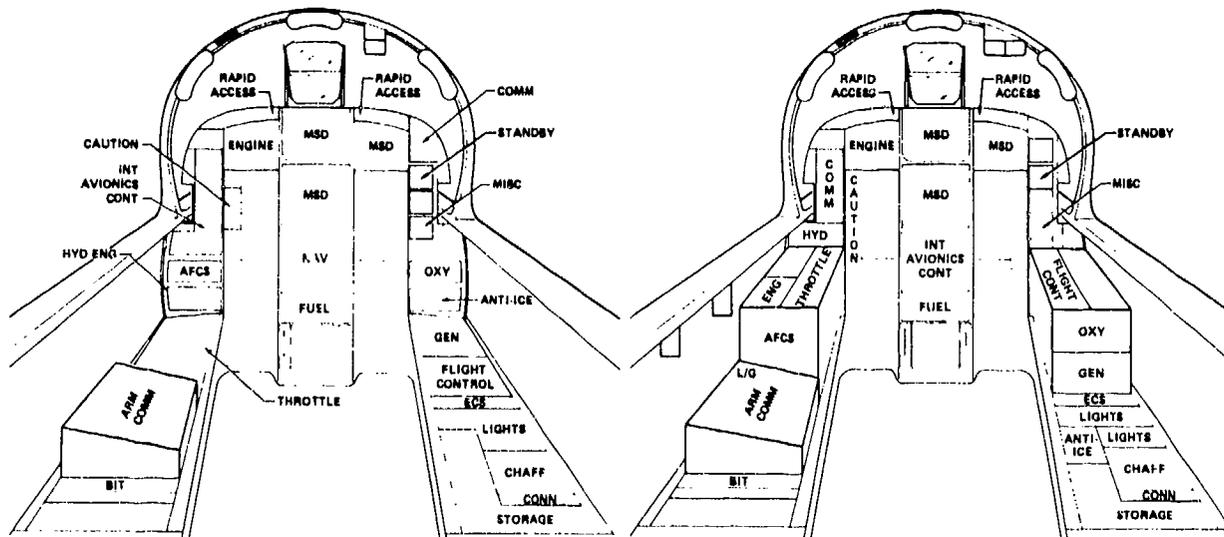 RAPID
ACCESS
RAPID
ACCESS
COMM
STANDBY
CAUTION
ENGINE
MSD
MSD
INT
AVIONICS
CONT
MISC
MSD
HYD ENG
AFCS
NAV
OXY
ANTI-ICE
FUEL
GEN
FLIGHT
CONTROL
ECS
THROTTLE
ARM
COMM
LIGHTS
CHAFF
BIT
CONN
STORAGE
RAPID
ACCESS
RAPID
ACCESS
STANDBY
ENGINE
MSD
MSD
COMM
CAUTION
MISC
MSD
HYD
INT
AVIONICS
CONT
ENG
THROTTLE
FLIGHT
CONT
FUEL
AFCS
OXY
L/G
GEN
ARM
COMM
ECS
LIGHTS
ANTI-
ICE
LIGHTS
CHAFF
BIT
CONN
STORAGE